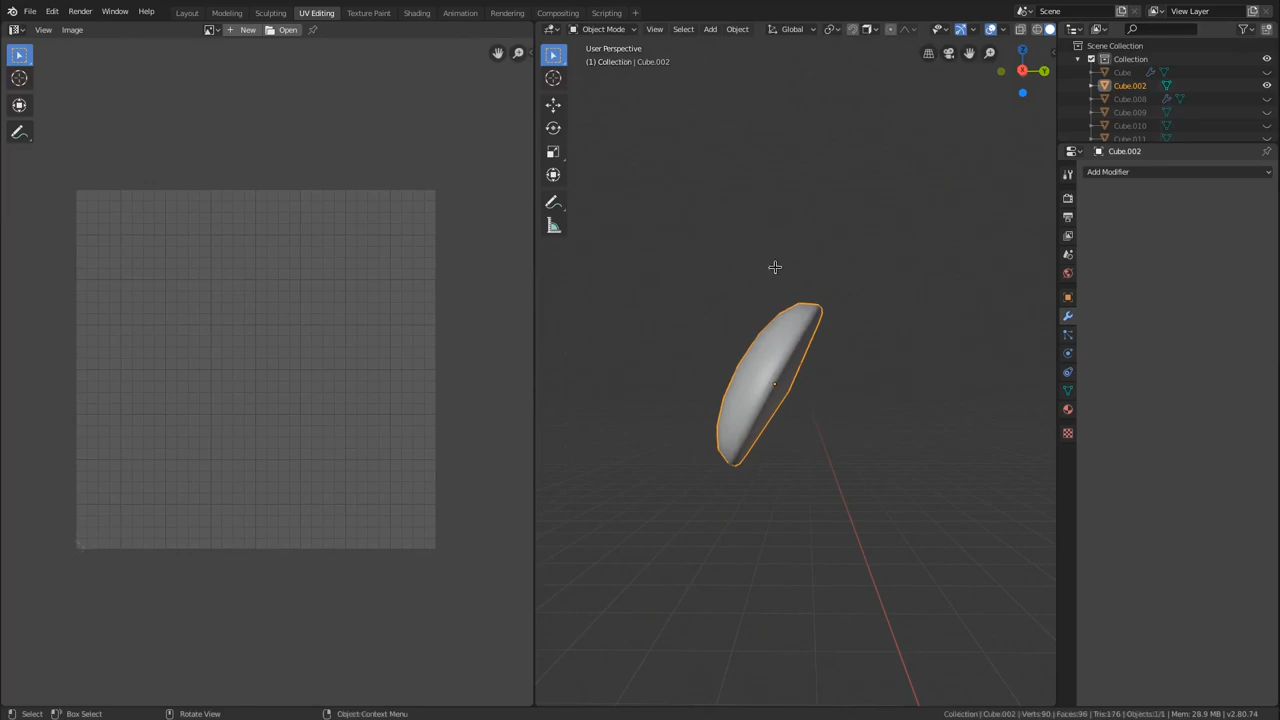 File Edit Render Window Help Layout Modeling Sculpting UV Editing Texture Paint Shading Animation Rendering Compositing Scripting + Scene View Layer
View Image New Open Object Mode View Select Add Object Global
User Perspective
(1) Collection | Cube.002
Scene Collection
Collection
Cube
Cube.002
Cube.008
Cube.009
Cube.010
Cube.011
Cube.002
Add Modifier
Z
X
Y
Select Box Select Rotate View Object Context Menu Collection | Cube.002 | Verts:90 | Faces:96 | Tris:176 | Objects:1/1 | Mem: 28.9 MB | v2.80.74